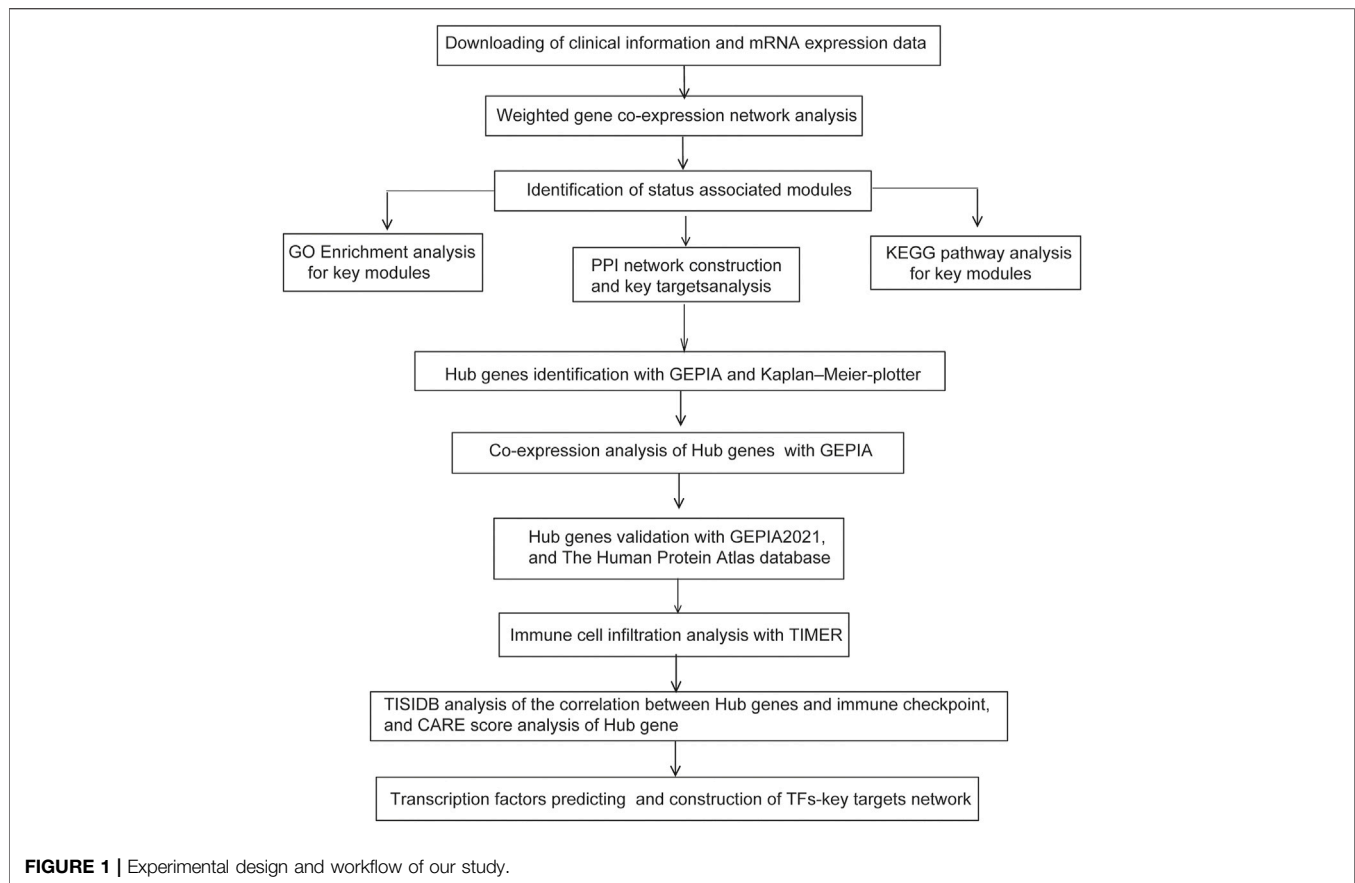 Downloading of clinical information and mRNA expression data
Weighted gene co-expression network analysis
Identification of status associated modules
GO Enrichment analysis
for key modules
PPI network construction
and key targetsanalysis
KEGG pathway analysis
for key modules
Hub genes identification with GEPIA and Kaplan–Meier-plotter
Co-expression analysis of Hub genes with GEPIA
Hub genes validation with GEPIA2021,
and The Human Protein Atlas database
Immune cell infiltration analysis with TIMER
TISIDB analysis of the correlation between Hub genes and immune checkpoint,
and CARE score analysis of Hub gene
Transcription factors predicting and construction of TFs-key targets network
FIGURE 1 | Experimental design and workflow of our study.